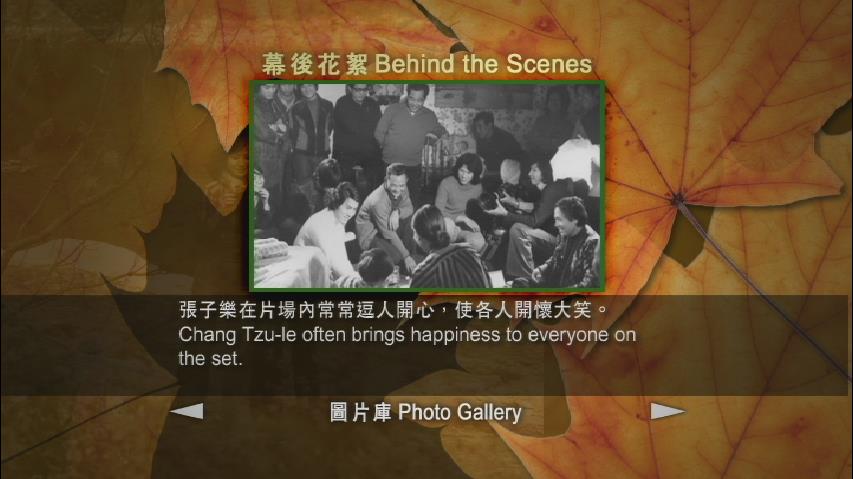 幕後花絮 Behind the Scenes
張子樂在片場內常常逗人開心，使各人開懷大笑。
Chang Tzu-le often brings happiness to everyone on
the set.
圖片庫 Photo Gallery